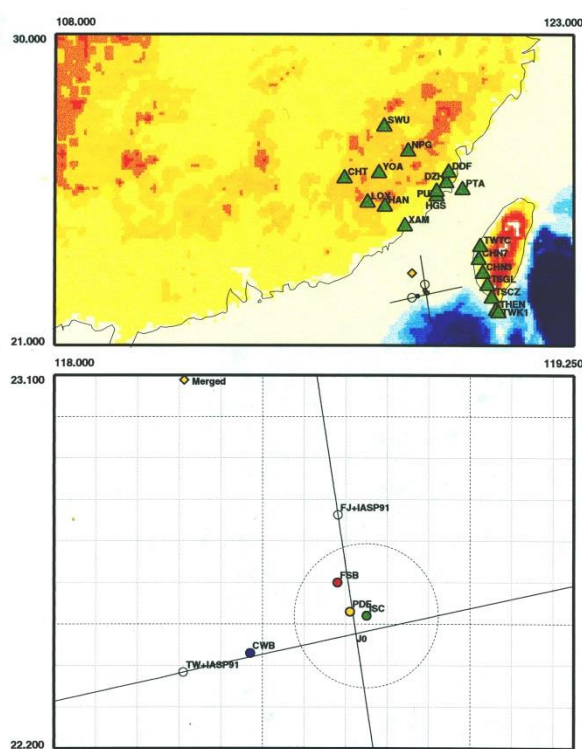 108.000
123.000
30.000
SWU
NPG
CHT
YOA
DDF
DZH
PTA
LOX
HAN
PU
HGS
XAM
TWTC
CHN7
CHN3
TSGL
TSCZ
THEN
TWK1
21.000
118.000
119.250
23.100
Merged
FJ+IASP91
FSB
PDE
ISC
J0
CWB
TW+IASP91
22.200